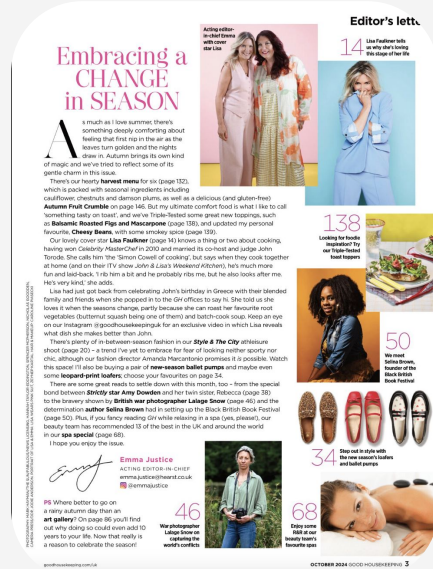 Editor's lette
Embracing a
CHANGE
in SEASON
Acting editor-
in-chief Emma
with cover
star Lisa
14
Lisa Faulkner tells
us why she's loving
this stage of her life
As much as I love summer, there's
something deeply comforting about
feeling that first nip in the air as the
leaves turn golden and the nights
draw in. Autumn brings its own kind
of magic and we've tried to reflect some of its
gentle charm in this issue.
There's our hearty harvest menu for six (page 132),
which is packed with seasonal ingredients including
cauliflower, chestnuts and damson plums, as well as a delicious (and gluten-free)
Autumn Fruit Crumble on page 146. But my ultimate comfort food is what I like to call
'something tasty on toast', and we've Triple-Tested some great new toppings, such
as Balsamic Roasted Figs and Mascarpone (page 138), and updated my personal
favourite, Cheesy Beans, with some smokey spice (page 139).
Our lovely cover star Lisa Faulkner (page 14) knows a thing or two about cooking,
having won Celebrity MasterChef in 2010 and married its co-host and judge John
Torode. She calls him 'the Simon Cowell of cooking', but says when they cook together
at home (and on their ITV show John & Lisa's Weekend Kitchen), he's much more
fun and laid-back. 'I rib him a bit and he probably ribs me, but he also looks after me.
He's very kind,' she adds.
Lisa had just got back from celebrating John's birthday in Greece with their blended
family and friends when she popped in to the GH offices to say hi. She told us she
loves it when the seasons change, partly because she can roast her favourite root
vegetables (butternut squash being one of them) and batch-cook soup. Keep an eye
on our Instagram @goodhousekeepinguk for an exclusive video in which Lisa reveals
what dish she makes better than John.
There's plenty of in-between-season fashion in our Style & The City athleisure
shoot (page 20) – a trend I've yet to embrace for fear of looking neither sporty nor
chic, although our fashion director Amanda Marcantonio promises it is possible. Watch
this space! I'll also be buying a pair of new-season ballet pumps and maybe even
some leopard-print loafers; choose your favourites on page 34.
There are some great reads to settle down with this month, too – from the special
bond between Strictly star Amy Dowden and her twin sister, Rebecca (page 38)
to the bravery shown by British war photographer Lalage Snow (page 46) and the
determination author Selina Brown had in setting up the Black British Book Festival
(page 50). Plus, if you fancy reading GH while relaxing in a spa (yes, please!), our
beauty team has recommended 13 of the best in the UK and around the world
in our spa special (page 68).
I hope you enjoy the issue.
Emma
Emma Justice
ACTING EDITOR-IN-CHIEF
emma.justice@hearst.co.uk
@emmajustice
PS Where better to go on
a rainy autumn day than an
art gallery? On page 86 you'll find
out why doing so could even add 10
years to your life. Now that really is
a reason to celebrate the season!
138
Looking for foodie
inspiration? Try
our Triple-Tested
toast toppers
50
We meet
Selina Brown,
founder of the
Black British
Book Festival
34
Step out in style with
the new season's loafers
and ballet pumps
46
War photographer
Lalage Snow on
capturing the
world's conflicts
68
Enjoy some
R&R at our
beauty team's
favourite spas
goodhousekeeping.com/uk
OCTOBER 2024 GOOD HOUSEKEEPING 3